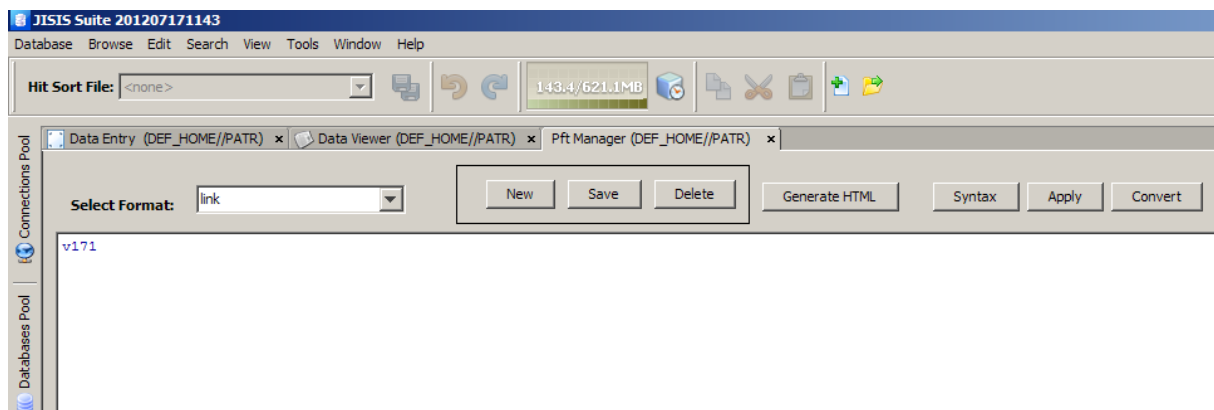 JISIS Suite 201207171143
Database Browse Edit Search View Tools Window Help
Hit Sort File: <none> 143.4/621.1MB
Data Entry (DEF_HOME//PATR) x Data Viewer (DEF_HOME//PATR) x Pft Manager (DEF_HOME//PATR) x
Connections Pool
Select Format: link New Save Delete Generate HTML Syntax Apply Convert
v171
Databases Pool